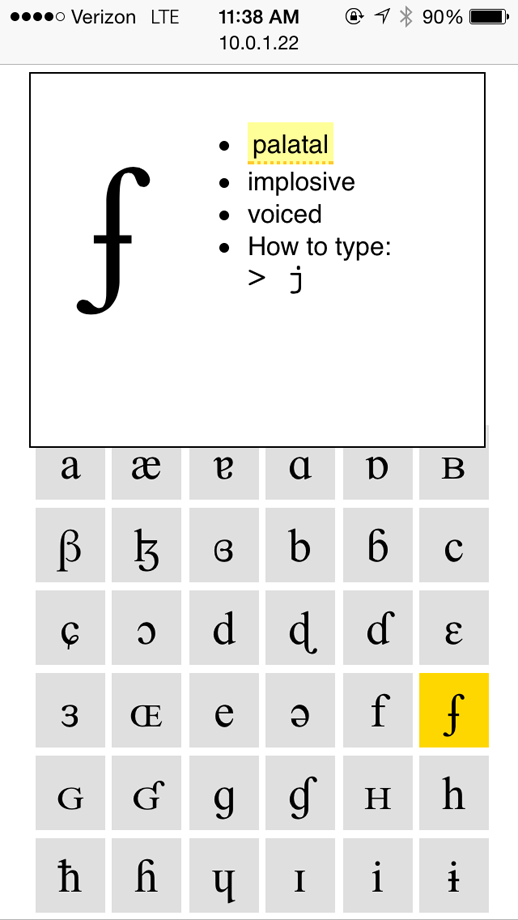 Verizon LTE 11:38 AM 90%
10.0.1.22
ʄ
palatal
implosive
voiced
How to type:
> j
a æ ɐ ɑ ɒ ʙ
β ɮ ɞ b ɓ c
ç ɔ d ɖ ɗ ɛ
ɜ ɶ e ə f ʄ
ɢ ʛ ɡ ɠ ʜ h
ħ ɦ ɥ ɪ i ɨ